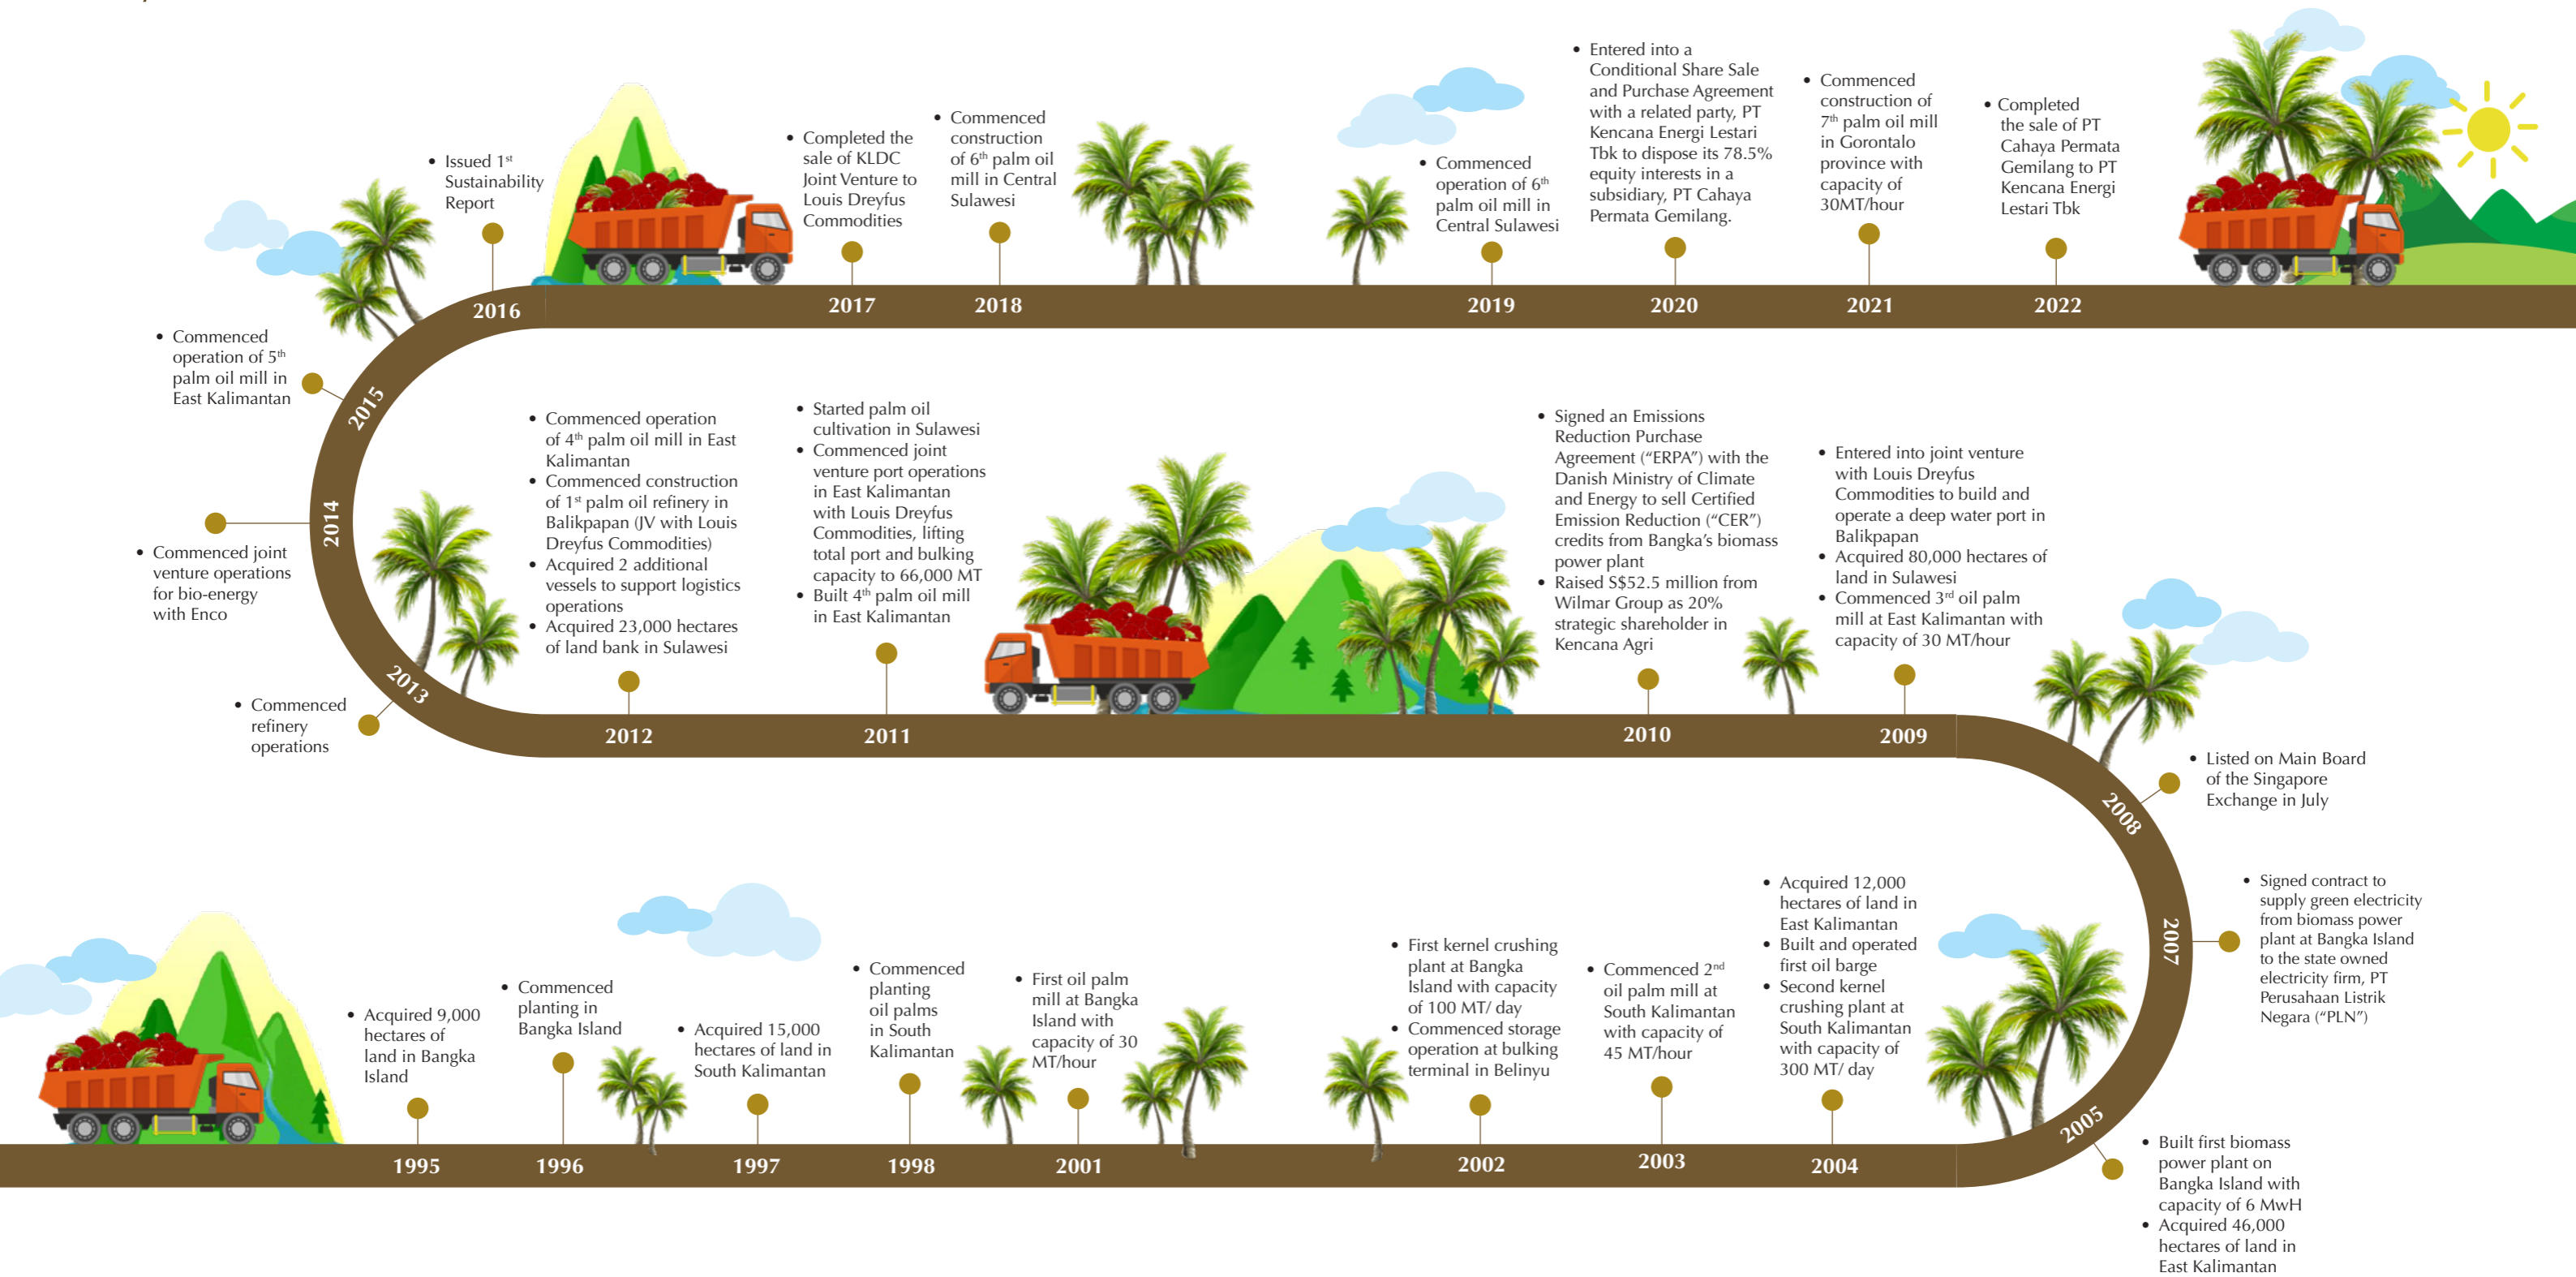 • Acquired 9,000
hectares of
land in Bangka
Island
1995
• Commenced
planting in
Bangka Island
1996
• Acquired 15,000
hectares of land in
South Kalimantan
1997
• Commenced
planting
oil palms
in South
Kalimantan
1998
• First oil palm
mill at Bangka
Island with
capacity of 30
MT/hour
2001
• First kernel crushing
plant at Bangka
Island with capacity
of 100 MT/ day
• Commenced storage
operation at bulking
terminal in Belinyu
2002
• Commenced 2nd
oil palm mill at
South Kalimantan
with capacity of
45 MT/hour
2003
• Acquired 12,000
hectares of land in
East Kalimantan
• Built and operated
first oil barge
• Second kernel
crushing plant at
South Kalimantan
with capacity of
300 MT/ day
2004
2005
• Built first biomass
power plant on
Bangka Island with
capacity of 6 MwH
• Acquired 46,000
hectares of land in
East Kalimantan
2007
• Signed contract to
supply green electricity
from biomass power
plant at Bangka Island
to the state owned
electricity firm, PT
Perusahaan Listrik
Negara (“PLN”)
2008
• Listed on Main Board
of the Singapore
Exchange in July
• Entered into joint venture
with Louis Dreyfus
Commodities to build and
operate a deep water port in
Balikpapan
• Acquired 80,000 hectares of
land in Sulawesi
• Commenced 3rd oil palm
mill at East Kalimantan with
capacity of 30 MT/hour
2009
• Signed an Emissions
Reduction Purchase
Agreement (“ERPA”) with the
Danish Ministry of Climate
and Energy to sell Certified
Emission Reduction (“CER”)
credits from Bangka’s biomass
power plant
• Raised S$52.5 million from
Wilmar Group as 20%
strategic shareholder in
Kencana Agri
2010
• Started palm oil
cultivation in Sulawesi
• Commenced joint
venture port operations
in East Kalimantan
with Louis Dreyfus
Commodities, lifting
total port and bulking
capacity to 66,000 MT
• Built 4th palm oil mill
in East Kalimantan
2011
• Commenced operation
of 4th palm oil mill in East
Kalimantan
• Commenced construction
of 1st palm oil refinery in
Balikpapan (JV with Louis
Dreyfus Commodities)
• Acquired 2 additional
vessels to support logistics
operations
• Acquired 23,000 hectares
of land bank in Sulawesi
2012
2013
• Commenced
refinery
operations
2014
• Commenced joint
venture operations
for bio-energy
with Enco
2015
• Commenced
operation of 5th
palm oil mill in
East Kalimantan
• Issued 1st
Sustainability
Report
2016
• Completed the
sale of KLDC
Joint Venture to
Louis Dreyfus
Commodities
2017
• Commenced
construction
of 6th palm oil
mill in Central
Sulawesi
2018
• Commenced
operation of 6th
palm oil mill in
Central Sulawesi
2019
• Entered into a
Conditional Share Sale
and Purchase Agreement
with a related party, PT
Kencana Energi Lestari
Tbk to dispose its 78.5%
equity interests in a
subsidiary, PT Cahaya
Permata Gemilang.
2020
• Commenced
construction of
7th palm oil mill
in Gorontalo
province with
capacity of
30MT/hour
2021
• Completed
the sale of PT
Cahaya Permata
Gemilang to PT
Kencana Energi
Lestari Tbk
2022